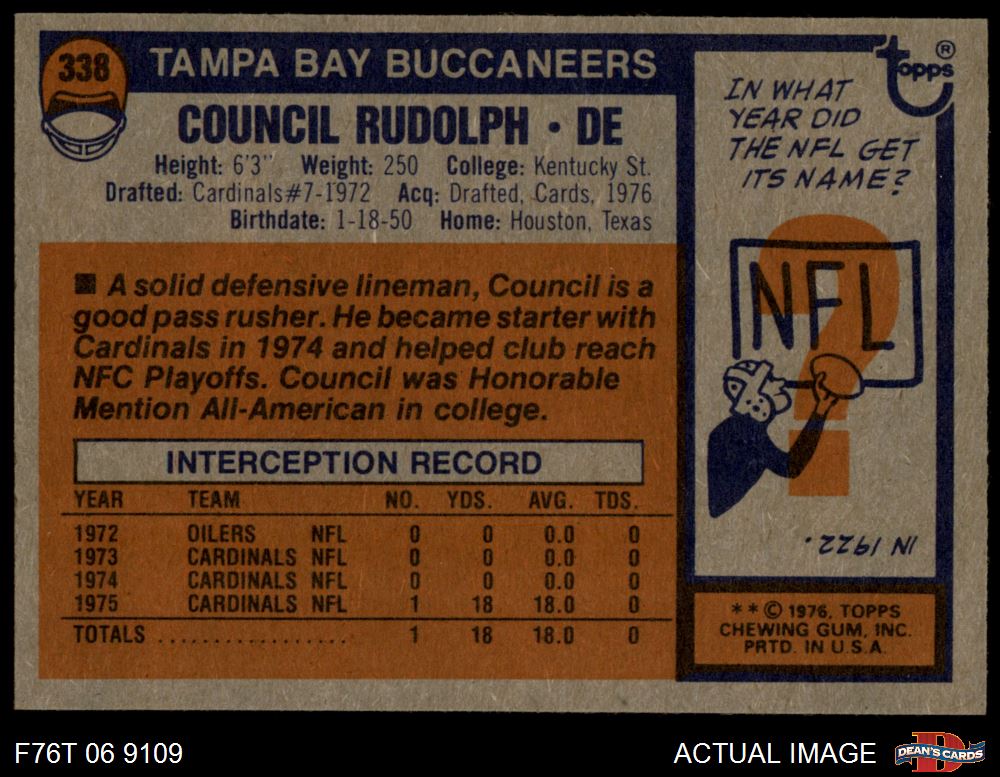 338
TAMPA BAY BUCCANEERS
COUNCIL RUDOLPH • DE
Height: 6'3" Weight: 250 College: Kentucky St.
Drafted: Cardinals#7-1972 Acq: Drafted, Cards, 1976
Birthdate: 1-18-50 Home: Houston, Texas
■ A solid defensive lineman, Council is a
good pass rusher. He became starter with
Cardinals in 1974 and helped club reach
NFC Playoffs. Council was Honorable
Mention All-American in college.
INTERCEPTION RECORD
YEAR TEAM NO. YDS. AVG. TDS.
1972 OILERS NFL 0 0 0.0 0
1973 CARDINALS NFL 0 0 0.0 0
1974 CARDINALS NFL 0 0 0.0 0
1975 CARDINALS NFL 1 18 18.0 0
TOTALS .................. 1 18 18.0 0
topps ®
IN WHAT
YEAR DID
THE NFL GET
ITS NAME?
?
NFL
IN 1922.
** © 1976, TOPPS
CHEWING GUM, INC.
PRTD. IN U.S.A.
F76T 06 9109
ACTUAL IMAGE
D
DEAN'S CARDS